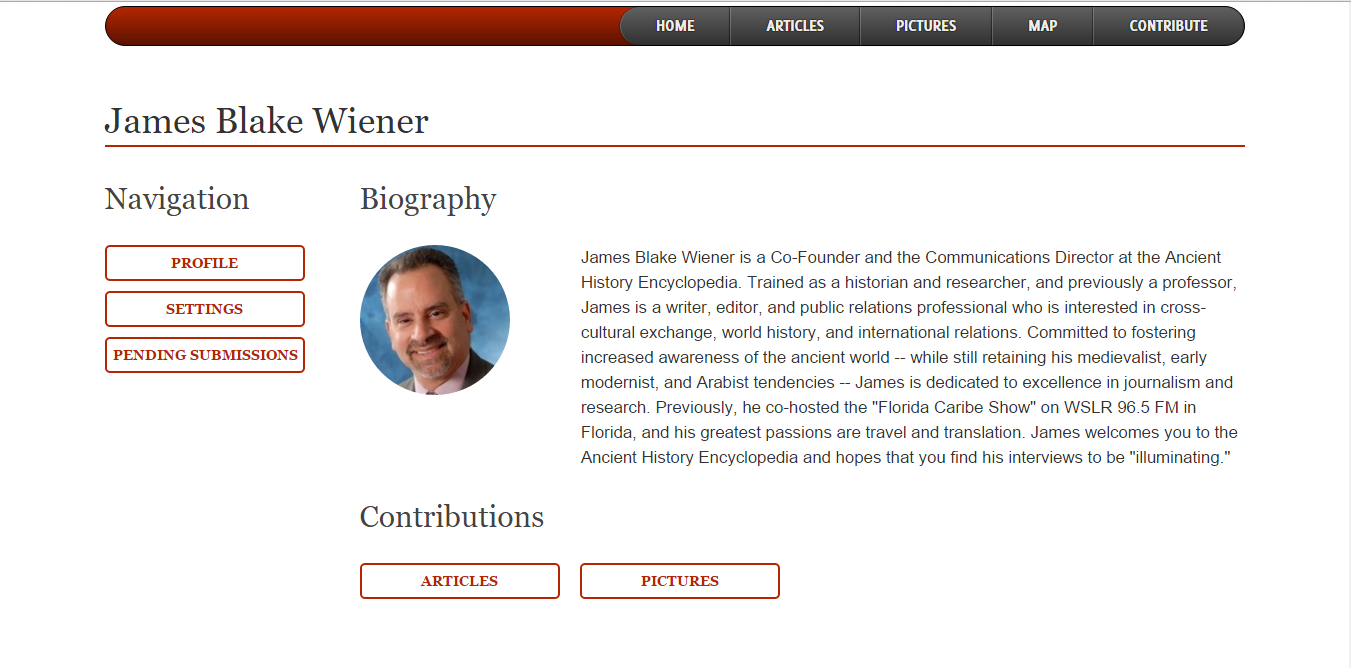 HOME ARTICLES PICTURES MAP CONTRIBUTE
James Blake Wiener
Navigation
PROFILE
SETTINGS
PENDING SUBMISSIONS
Biography
James Blake Wiener is a Co-Founder and the Communications Director at the Ancient
History Encyclopedia. Trained as a historian and researcher, and previously a professor,
James is a writer, editor, and public relations professional who is interested in cross-
cultural exchange, world history, and international relations. Committed to fostering
increased awareness of the ancient world -- while still retaining his medievalist, early
modernist, and Arabist tendencies -- James is dedicated to excellence in journalism and
research. Previously, he co-hosted the "Florida Caribe Show" on WSLR 96.5 FM in
Florida, and his greatest passions are travel and translation. James welcomes you to the
Ancient History Encyclopedia and hopes that you find his interviews to be "illuminating."
Contributions
ARTICLES PICTURES